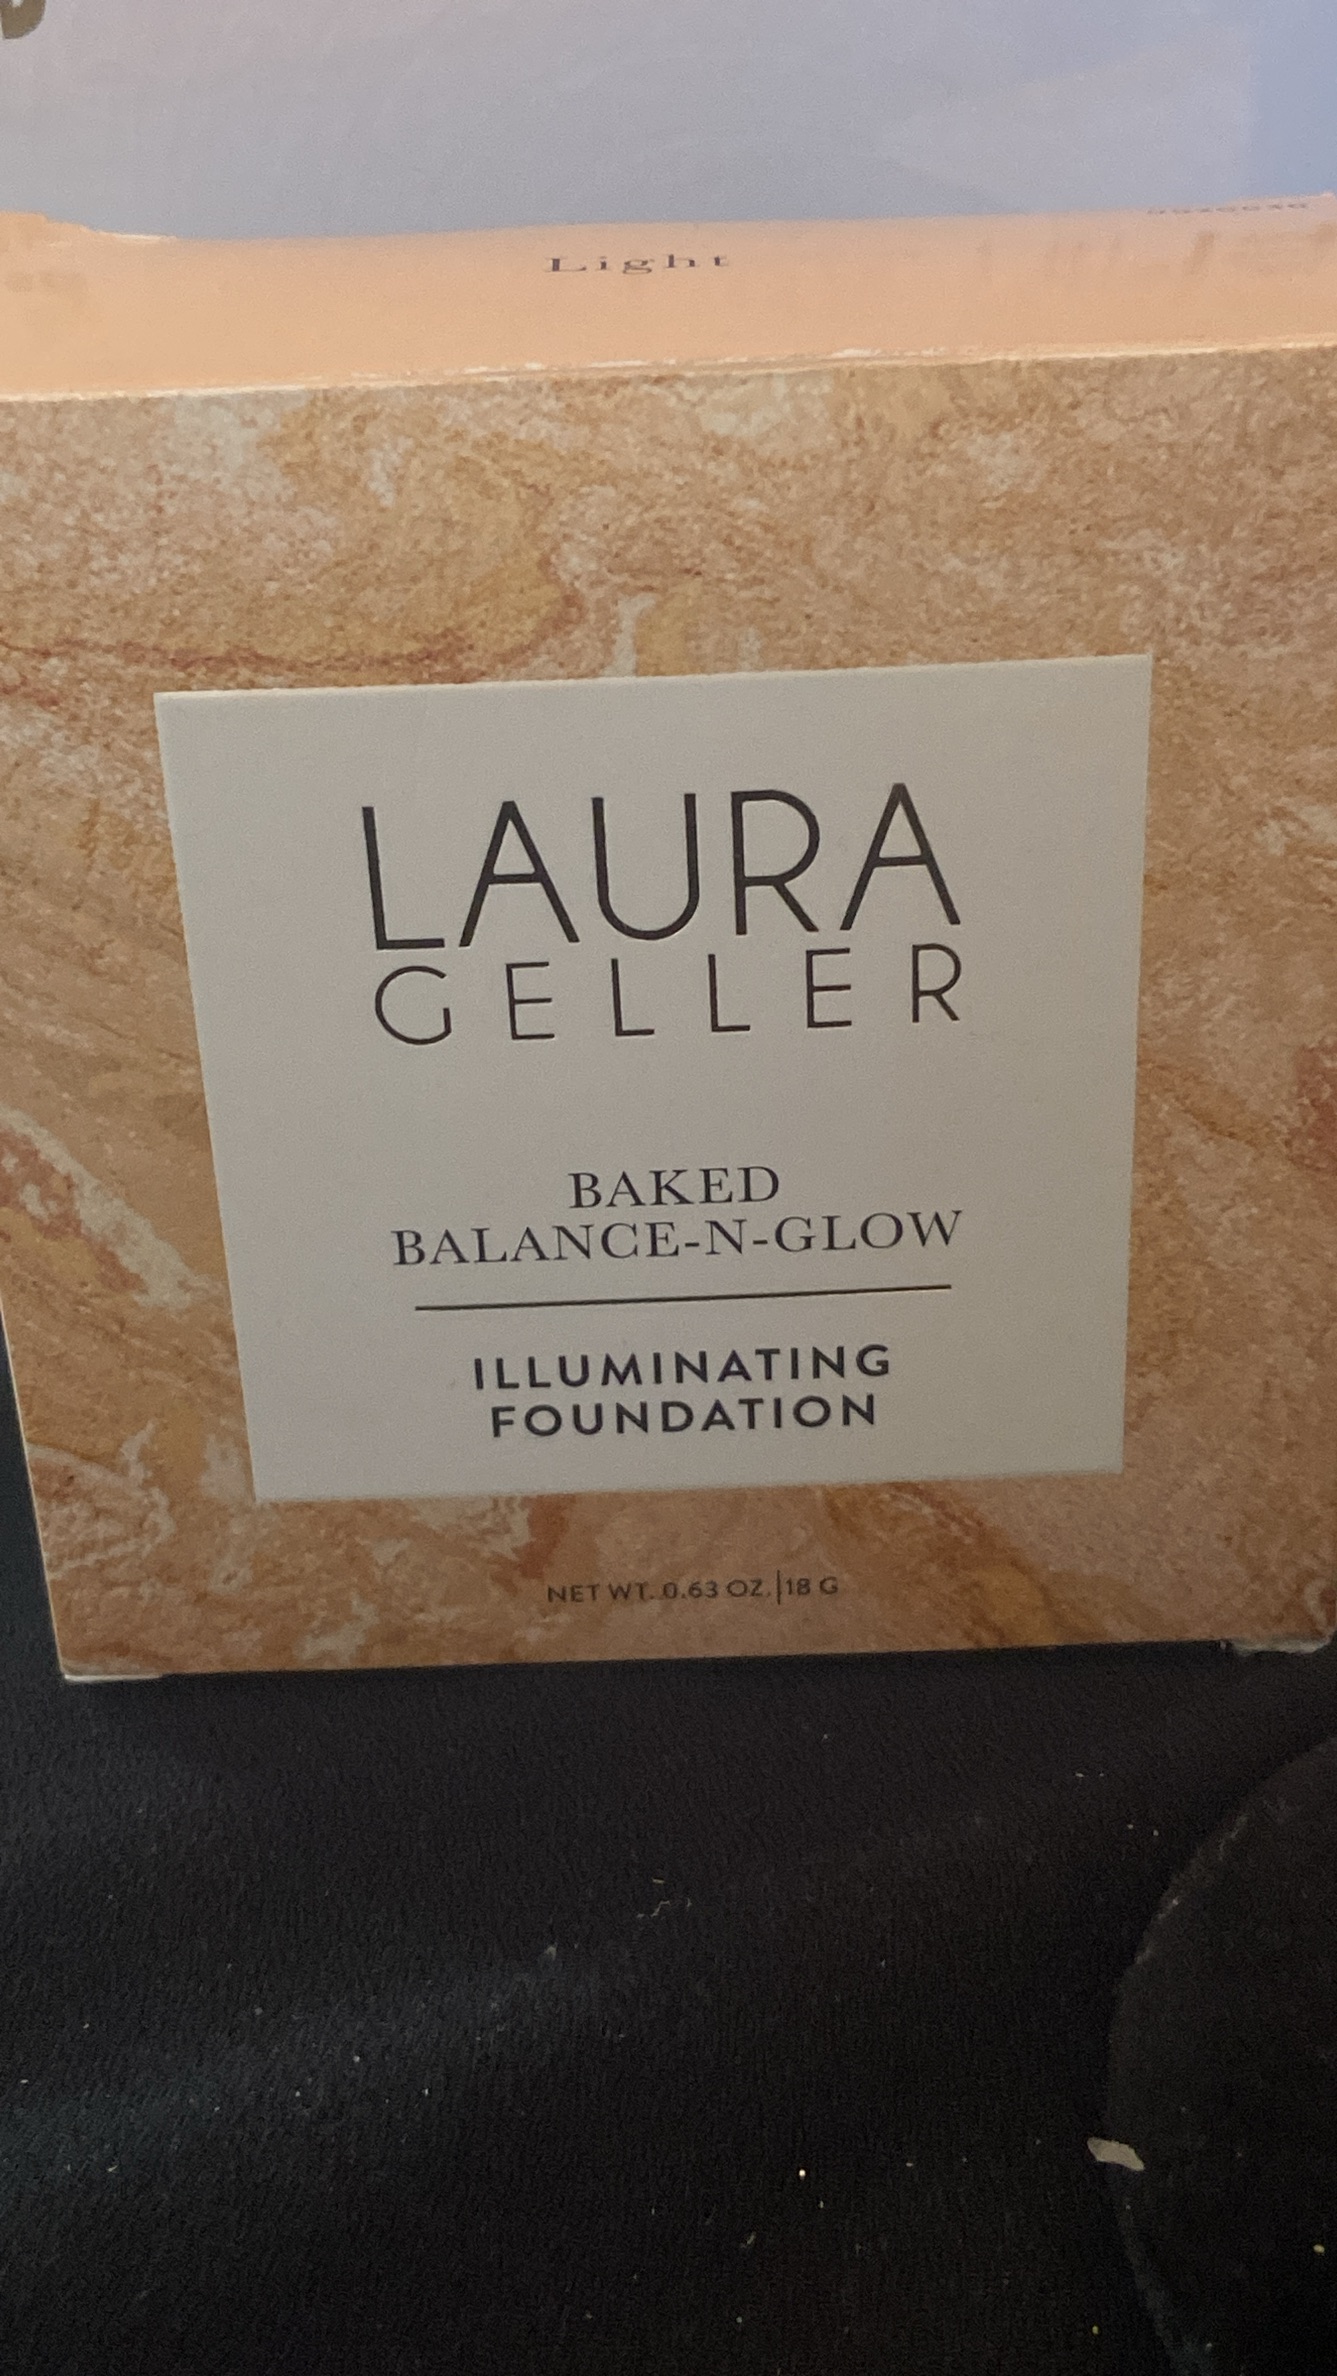 Light
LAURA
GELLER
BAKED
BALANCE-N-GLOW
ILLUMINATING
FOUNDATION
NET WT. 0.63 OZ. | 18 G